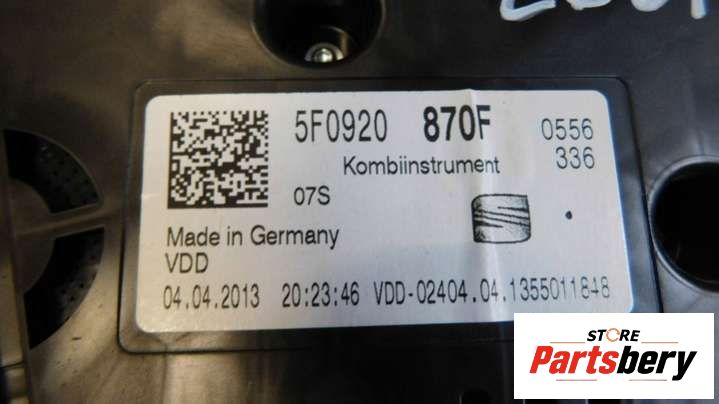 5F0920 870F 0556
Kombiinstrument 336
07S
Made in Germany
VDD
04.04.2013 20:23:46 VDD-02404.04.1355011848
STORE
Partsbery